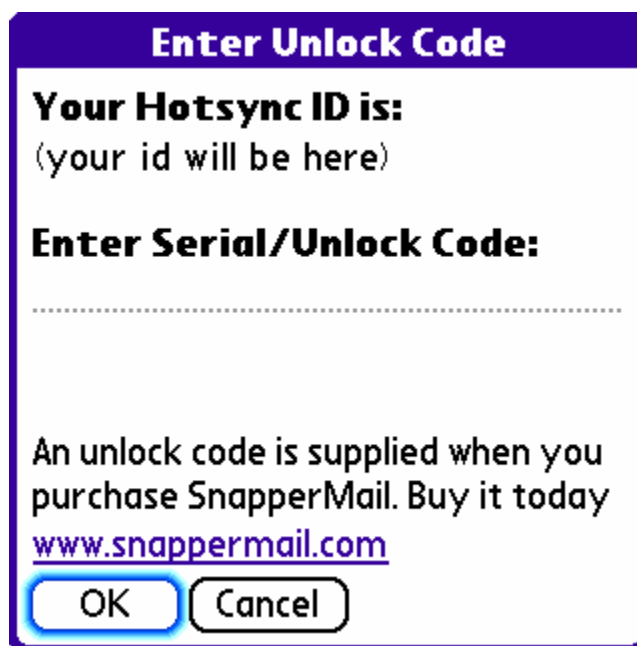 Enter Unlock Code
Your Hotsync ID is:
(your id will be here)
Enter Serial/Unlock Code:
An unlock code is supplied when you
purchase SnapperMail. Buy it today
www.snappermail.com
OK Cancel